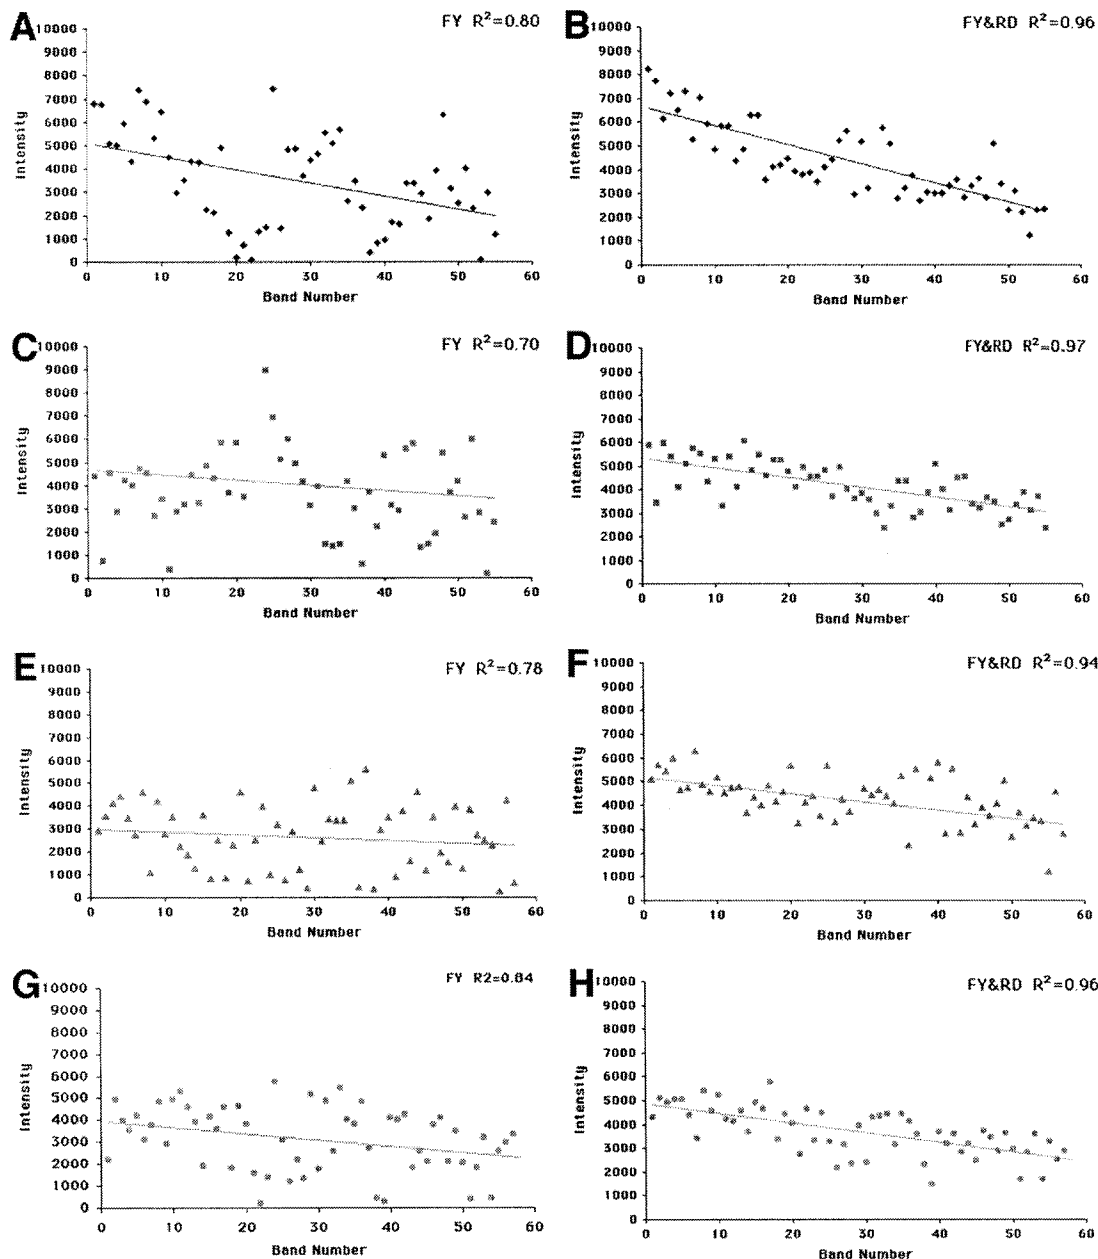 A
FY R²=0.80
10000
9000
8000
7000
6000
5000
4000
3000
2000
1000
0
Intensity
0 10 20 30 40 50 60
Band Number
B
FY&RD R²=0.96
10000
9000
8000
7000
6000
5000
4000
3000
2000
1000
0
Intensity
0 10 20 30 40 50 60
Band Number
C
FY R²=0.70
10000
9000
8000
7000
6000
5000
4000
3000
2000
1000
0
Intensity
0 10 20 30 40 50 60
Band Number
D
FY&RD R²=0.97
10000
9000
8000
7000
6000
5000
4000
3000
2000
1000
0
Intensity
0 10 20 30 40 50 60
Band Number
E
FY R²=0.78
10000
9000
8000
7000
6000
5000
4000
3000
2000
1000
0
Intensity
0 10 20 30 40 50 60
Band Number
F
FY&RD R²=0.94
10000
9000
8000
7000
6000
5000
4000
3000
2000
1000
0
Intensity
0 10 20 30 40 50 60
Band Number
G
FY R2=0.84
10000
9000
8000
7000
6000
5000
4000
3000
2000
1000
0
Intensity
0 10 20 30 40 50 60
Band Number
H
FY&RD R²=0.96
10000
9000
8000
7000
6000
5000
4000
3000
2000
1000
0
Intensity
0 10 20 30 40 50 60
Band Number